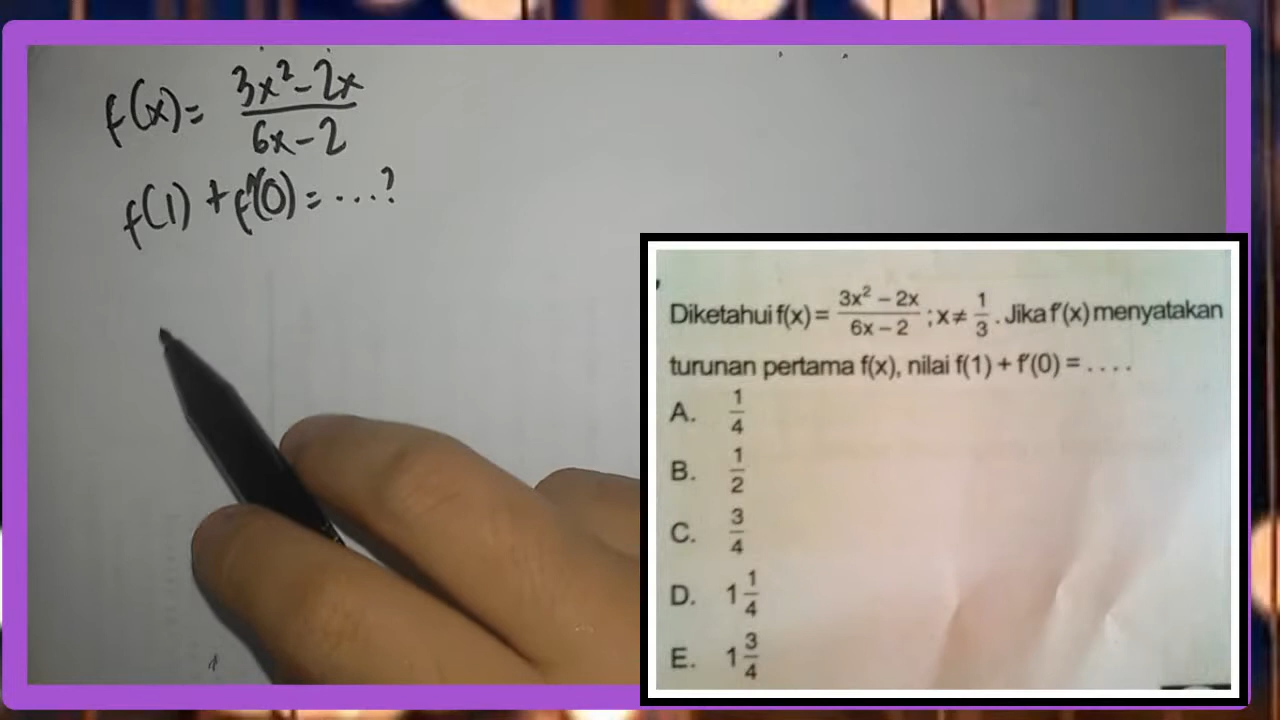 f(x) = 3x² - 2x / 6x - 2
f(1) + f'(0) = ...?
Diketahui f(x) = 3x² - 2x / 6x - 2 ; x ≠ 1/3 . Jika f'(x) menyatakan
turunan pertama f(x), nilai f(1) + f'(0) = . . . .
A. 1/4
B. 1/2
C. 3/4
D. 1 1/4
E. 1 3/4